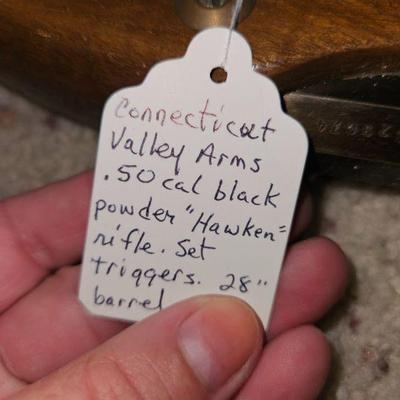 Connecticut
Valley Arms
.50 cal black
powder "Hawken"
rifle. Set
triggers. 28"
barrel